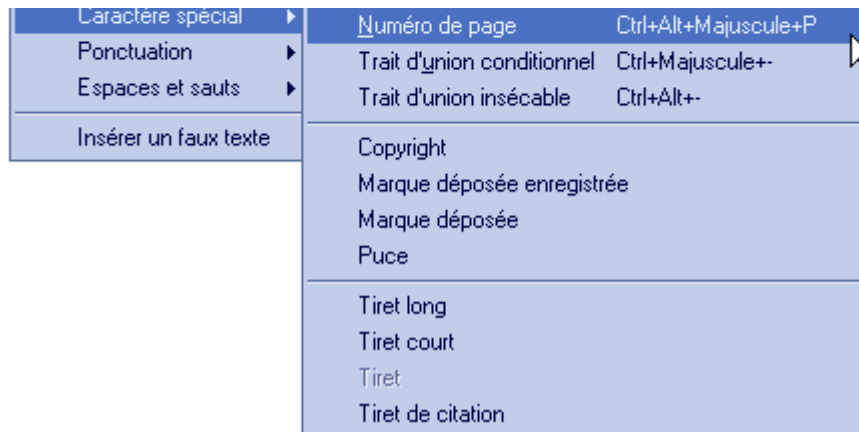 Caractère spécial
Ponctuation
Espaces et sauts
Insérer un faux texte
Numéro de page Ctrl+Alt+Majuscule+P
Trait d'union conditionnel Ctrl+Majuscule+-
Trait d'union insécable Ctrl+Alt+-
Copyright
Marque déposée enregistrée
Marque déposée
Puce
Tiret long
Tiret court
Tiret
Tiret de citation